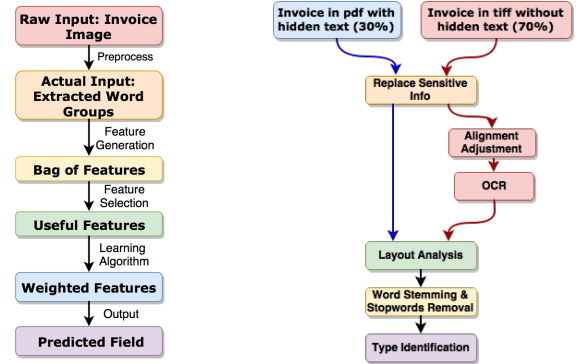 Raw Input: Invoice
Image
Preprocess
Actual Input:
Extracted Word
Groups
Feature
Generation
Bag of Features
Feature
Selection
Useful Features
Learning
Algorithm
Weighted Features
Output
Predicted Field
Invoice in pdf with
hidden text (30%)
Invoice in tiff without
hidden text (70%)
Replace Sensitive
Info
Alignment
Adjustment
OCR
Layout Analysis
Word Stemming &
Stopwords Removal
Type Identification